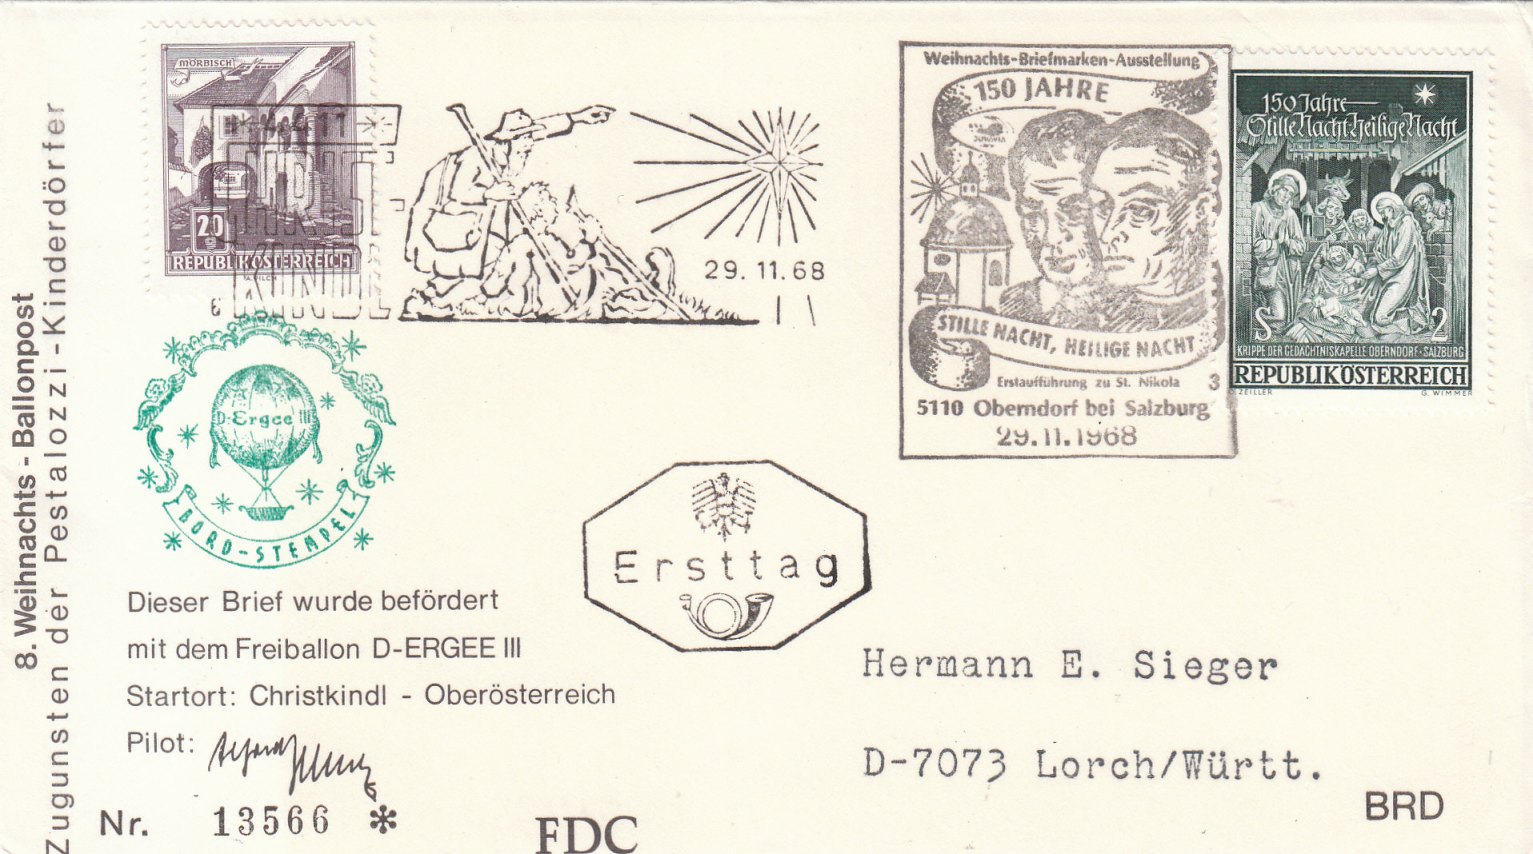 8. Weihnachts - Ballonpost
Zugunsten der Pestalozzi - Kinderdörfer
MÖRBISCH
20
REPUBLIK ÖSTERREICH
29.11.68
6
Weihnachts-Briefmarken-Ausstellung
150 JAHRE
STILLE NACHT, HEILIGE NACHT
Erstaufführung zu St. Nikola 3
5110 Oberndorf bei Salzburg
29.11.1968
150 Jahre
Stille Nacht Heilige Nacht
S 2
KRIPPE DER GEDÄCHTNISKAPELLE OBERNDORF · SALZBURG
REPUBLIK ÖSTERREICH
ZEILLER G. WIMMER
D-Ergee III
BORD-STEMPEL
Ersttag
Dieser Brief wurde befördert
mit dem Freiballon D-ERGEE III
Startort: Christkindl - Oberösterreich
Pilot:
Nr. 13566 *
FDC
Hermann E. Sieger
D-7073 Lorch/Württ.
BRD